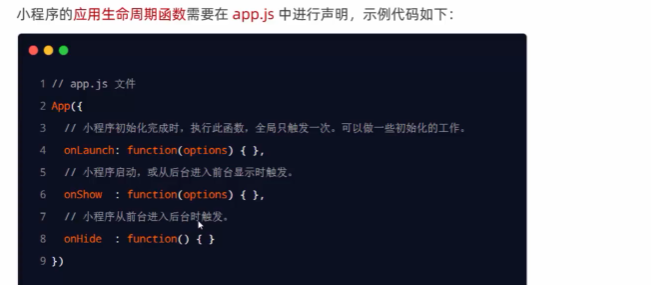 小程序的应用生命周期函数需要在 app.js 中进行声明，示例代码如下：
1 // app.js 文件
2 App({
3 // 小程序初始化完成时，执行此函数，全局只触发一次。可以做一些初始化的工作。
4 onLaunch: function(options) { },
5 // 小程序启动，或从后台进入前台显示时触发。
6 onShow : function(options) { },
7 // 小程序从前台进入后台时触发。
8 onHide : function() { }
9 })